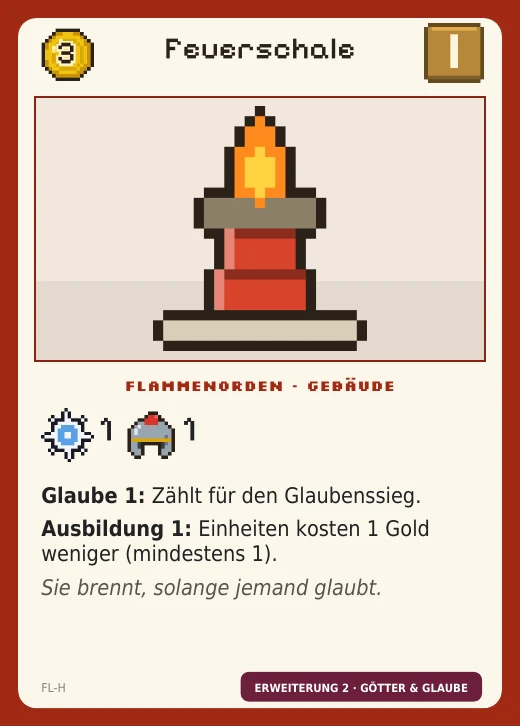 3
Feuerschale
I
FLAMMENORDEN · GEBÄUDE
1 1
Glaube 1: Zählt für den Glaubenssieg.
Ausbildung 1: Einheiten kosten 1 Gold
weniger (mindestens 1).
Sie brennt, solange jemand glaubt.
FL-H
ERWEITERUNG 2 · GÖTTER & GLAUBE